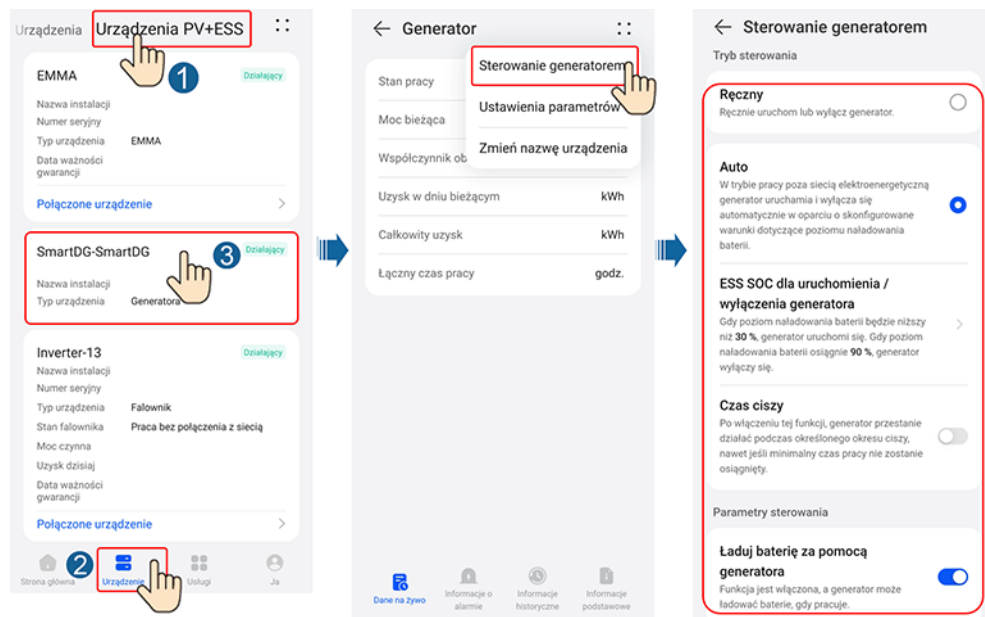 Urządzenia Urządzenia PV+ESS
1
EMMA
Działający
Nazwa instalacji
Numer seryjny
Typ urządzenia EMMA
Data ważności
gwarancji
Połączone urządzenie
SmartDG-SmartDG
3
Działający
Nazwa instalacji
Typ urządzenia Generatora
Inverter-13
Działający
Nazwa instalacji
Numer seryjny
Typ urządzenia Falownik
Stan falownika Praca bez połączenia z siecią
Moc czynna
Uzysk dzisiaj
Data ważności
gwarancji
Połączone urządzenie
2
Strona główna Urządzenie Usługi Ja
Generator
Sterowanie generatorem
Ustawienia parametrów
Zmień nazwę urządzenia
Stan pracy
Moc bieżąca
Współczynnik ob
Uzysk w dniu bieżącym kWh
Całkowity uzysk kWh
Łączny czas pracy godz.
Dane na żywo
Informacje o
alarmie
Informacje
historyczne
Informacje
podstawowe
Sterowanie generatorem
Tryb sterowania
Ręczny
Ręcznie uruchom lub wyłącz generator.
Auto
W trybie pracy poza siecią elektroenergetyczną
generator uruchamia i wyłącza się
automatycznie w oparciu o skonfigurowane
warunki dotyczące poziomu naładowania
baterii.
ESS SOC dla uruchomienia /
wyłączenia generatora
Gdy poziom naładowania baterii będzie niższy
niż 30 %, generator uruchomi się. Gdy poziom
naładowania baterii osiągnie 90 %, generator
wyłączy się.
Czas ciszy
Po włączeniu tej funkcji, generator przestanie
działać podczas określonego okresu ciszy,
nawet jeśli minimalny czas pracy nie zostanie
osiągnięty.
Parametry sterowania
Ładuj baterię za pomocą
generatora
Funkcja jest włączona, a generator może
ładować baterie, gdy pracuje.